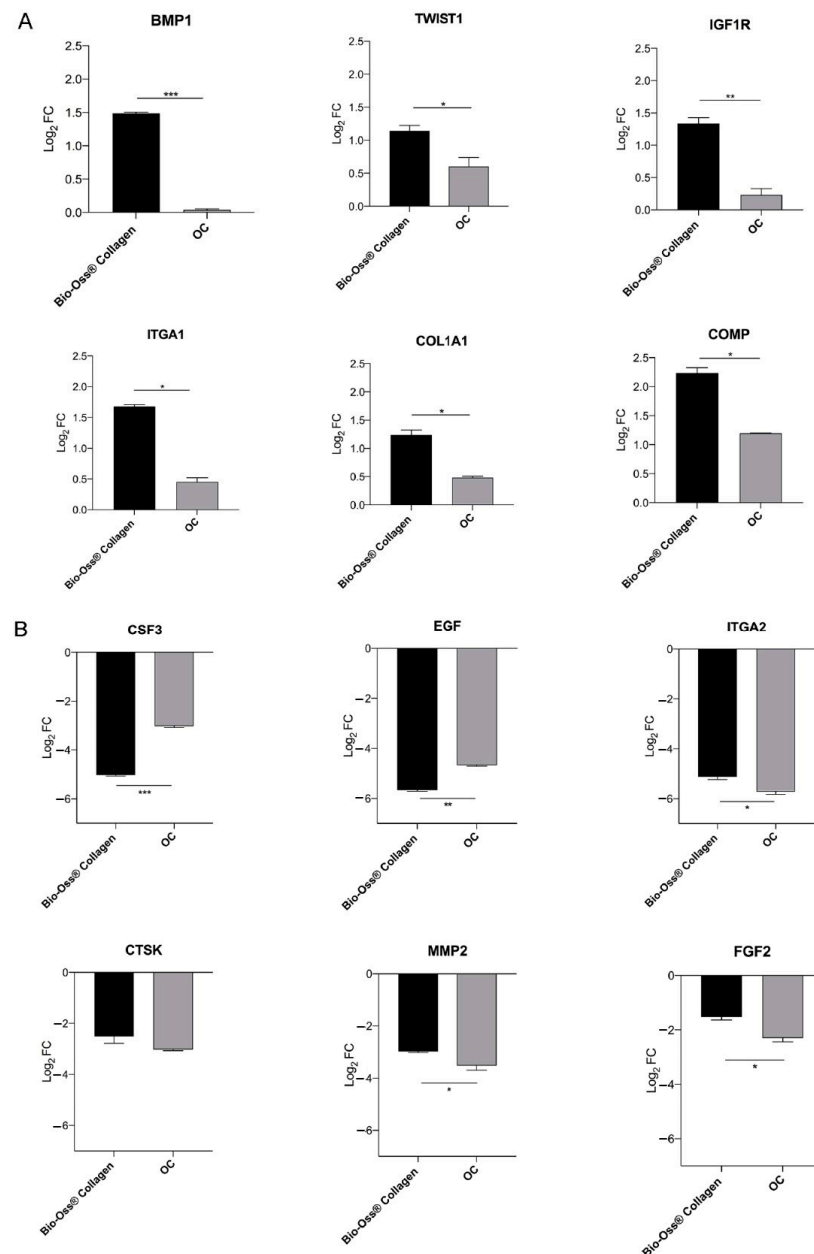 A
BMP1
Log2 FC
2.5
2.0
1.5
1.0
0.5
0.0
***
Bio-Oss® Collagen
OC
TWIST1
Log2 FC
2.5
2.0
1.5
1.0
0.5
0.0
*
Bio-Oss® Collagen
OC
IGF1R
Log2 FC
2.5
2.0
1.5
1.0
0.5
0.0
**
Bio-Oss® Collagen
OC
ITGA1
Log2 FC
2.5
2.0
1.5
1.0
0.5
0.0
*
Bio-Oss® Collagen
OC
COL1A1
Log2 FC
2.5
2.0
1.5
1.0
0.5
0.0
*
Bio-Oss® Collagen
OC
COMP
Log2 FC
2.5
2.0
1.5
1.0
0.5
0.0
*
Bio-Oss® Collagen
OC
B
CSF3
Log2 FC
0
−2
−4
−6
***
Bio-Oss® Collagen
OC
EGF
Log2 FC
0
−2
−4
−6
**
Bio-Oss® Collagen
OC
ITGA2
Log2 FC
0
−2
−4
−6
*
Bio-Oss® Collagen
OC
CTSK
Log2 FC
0
−2
−4
−6
Bio-Oss® Collagen
OC
MMP2
Log2 FC
0
−2
−4
−6
*
Bio-Oss® Collagen
OC
FGF2
Log2 FC
0
−2
−4
−6
*
Bio-Oss® Collagen
OC